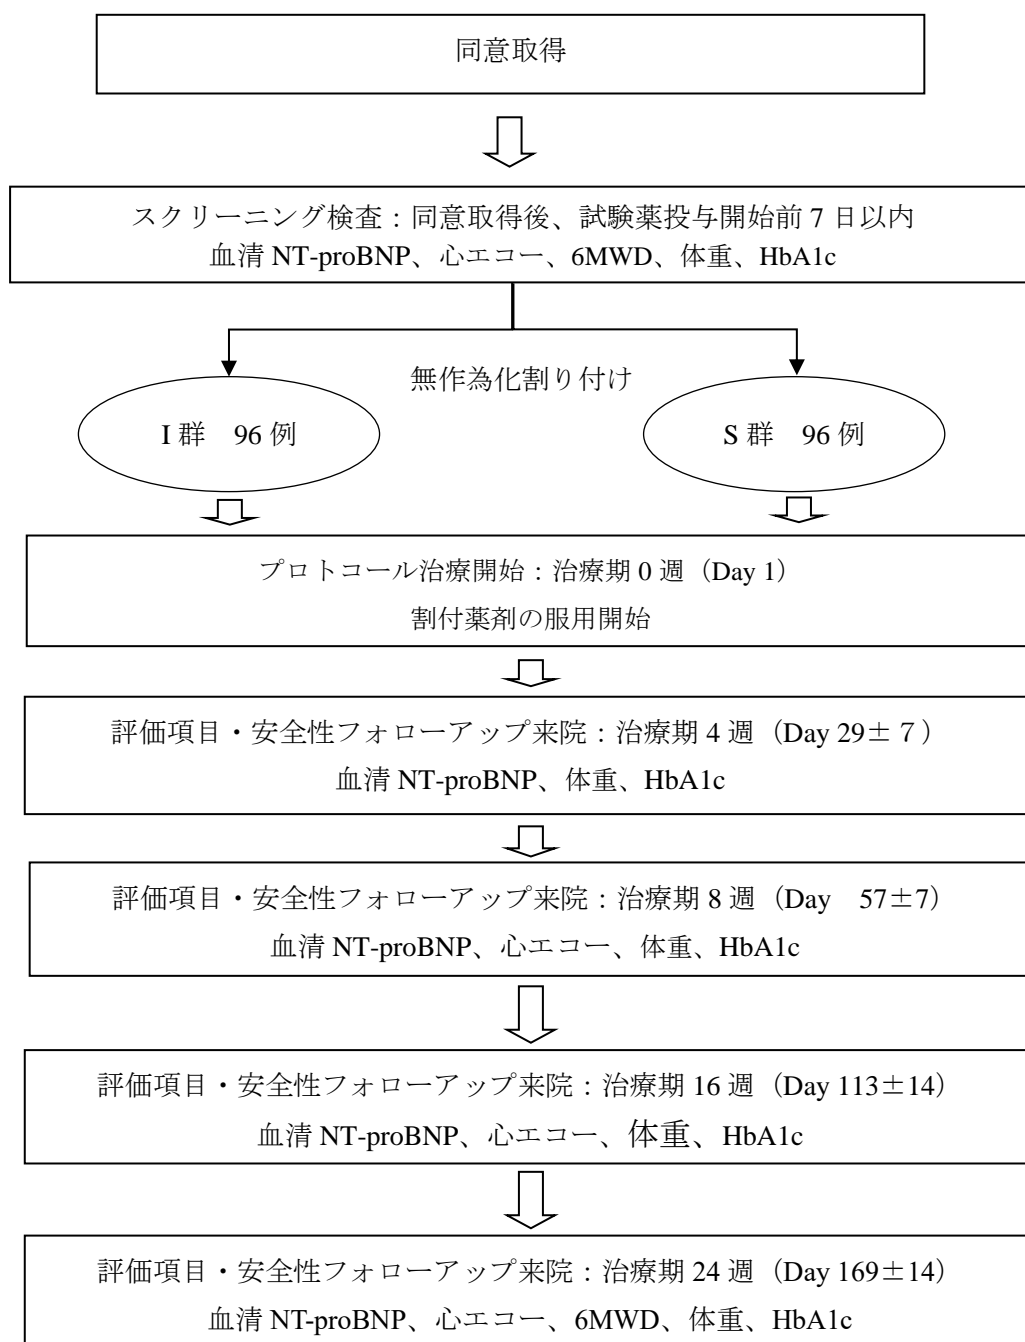 同意取得
スクリーニング検査：同意取得後、試験薬投与開始前 7 日以内
血清 NT-proBNP、心エコー、6MWD、体重、HbA1c
無作為化割り付け
I 群　96 例
S 群　96 例
プロトコール治療開始：治療期 0 週（Day 1）
割付薬剤の服用開始
評価項目・安全性フォローアップ来院：治療期 4 週（Day 29± 7）
血清 NT-proBNP、体重、HbA1c
評価項目・安全性フォローアップ来院：治療期 8 週（Day　57±7）
血清 NT-proBNP、心エコー、体重、HbA1c
評価項目・安全性フォローアップ来院：治療期 16 週（Day 113±14）
血清 NT-proBNP、心エコー、体重、HbA1c
評価項目・安全性フォローアップ来院：治療期 24 週（Day 169±14）
血清 NT-proBNP、心エコー、6MWD、体重、HbA1c